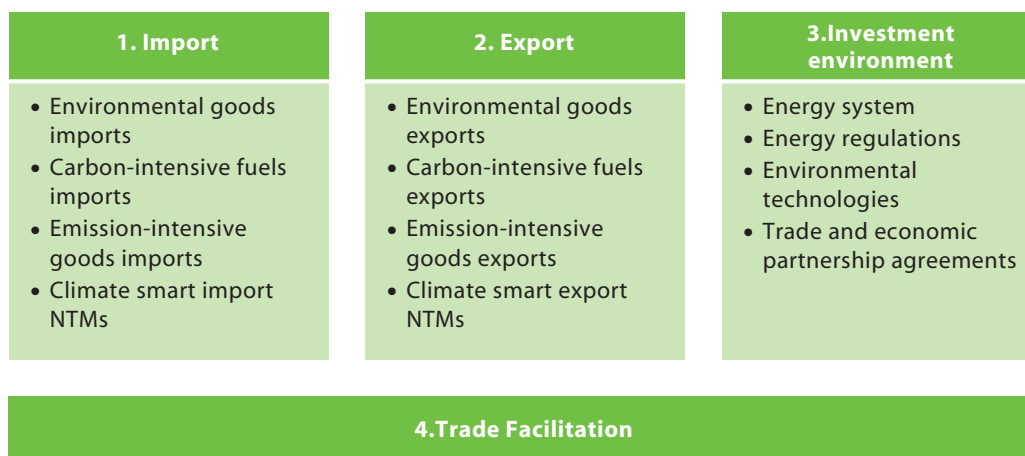 1. Import
• Environmental goods
imports
• Carbon-intensive fuels
imports
• Emission-intensive
goods imports
• Climate smart import
NTMs
2. Export
• Environmental goods
exports
• Carbon-intensive fuels
exports
• Emission-intensive
goods exports
• Climate smart export
NTMs
3.Investment
environment
• Energy system
• Energy regulations
• Environmental
technologies
• Trade and economic
partnership agreements
4.Trade Facilitation